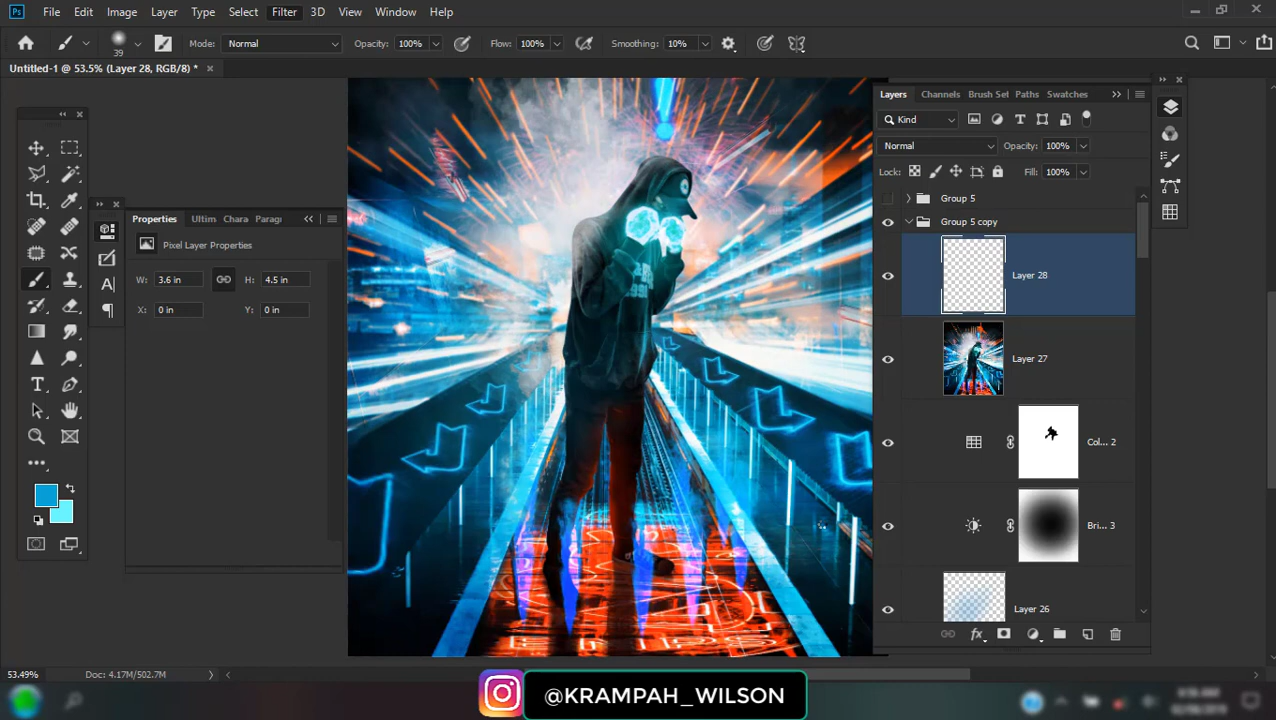 Ps File Edit Image Layer Type Select Filter 3D View Window Help
39 Mode: Normal Opacity: 100% Flow: 100% Smoothing: 10%
Untitled-1 @ 53.5% (Layer 28, RGB/8) * ×
Layers Channels Brush Set Paths Swatches
Kind
Normal Opacity: 100%
Lock: Fill: 100%
Properties Ultim Chara Paragı
Pixel Layer Properties
W: 3.6 in H: 4.5 in
X: 0 in Y: 0 in
Group 5
Group 5 copy
Layer 28
Layer 27
Col... 2
Bri... 3
Layer 26
53.49% Doc: 4.17M/502.7M
@KRAMPAH_WILSON